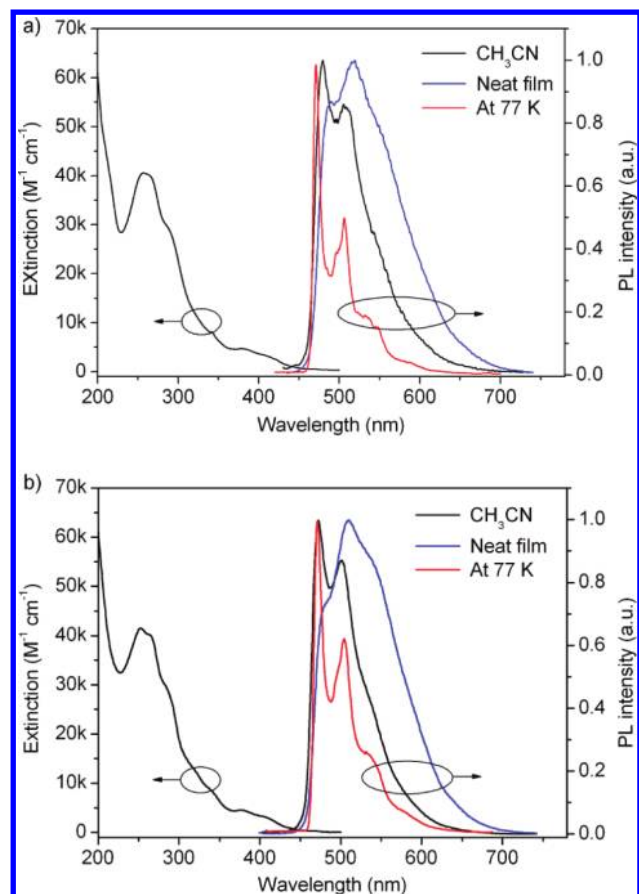 a)
70k
60k
50k
40k
30k
20k
10k
0
EXtinction (M⁻¹ cm⁻¹)
CH₃CN
Neat film
At 77 K
1.0
0.8
0.6
0.4
0.2
0.0
PL intensity (a.u.)
200 300 400 500 600 700
Wavelength (nm)
b)
70k
60k
50k
40k
30k
20k
10k
0
Extinction (M⁻¹ cm⁻¹)
CH₃CN
Neat film
At 77 K
1.0
0.8
0.6
0.4
0.2
0.0
PL intensity (a.u.)
200 300 400 500 600 700
Wavelength (nm)